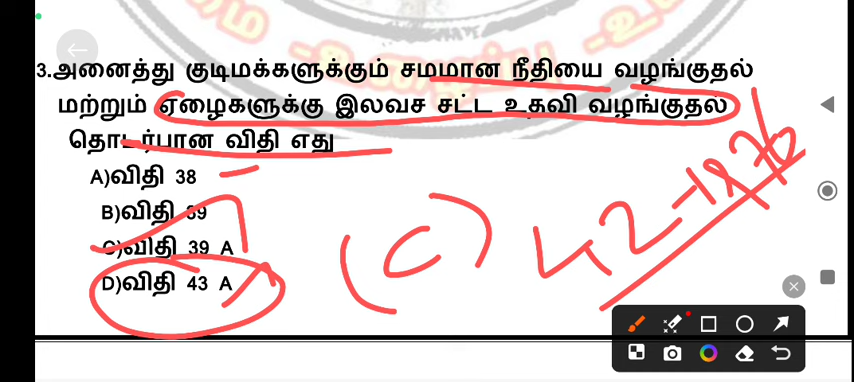 3.அனைத்து குடிமக்களுக்கும் சமமான நீதியை வழங்குதல்
மற்றும் ஏழைகளுக்கு இலவச சட்ட உதவி வழங்குதல்
தொடர்பான விதி எது
A)விதி 38
B)விதி 39
C)விதி 39 A
D)விதி 43 A
(C) 42-1976